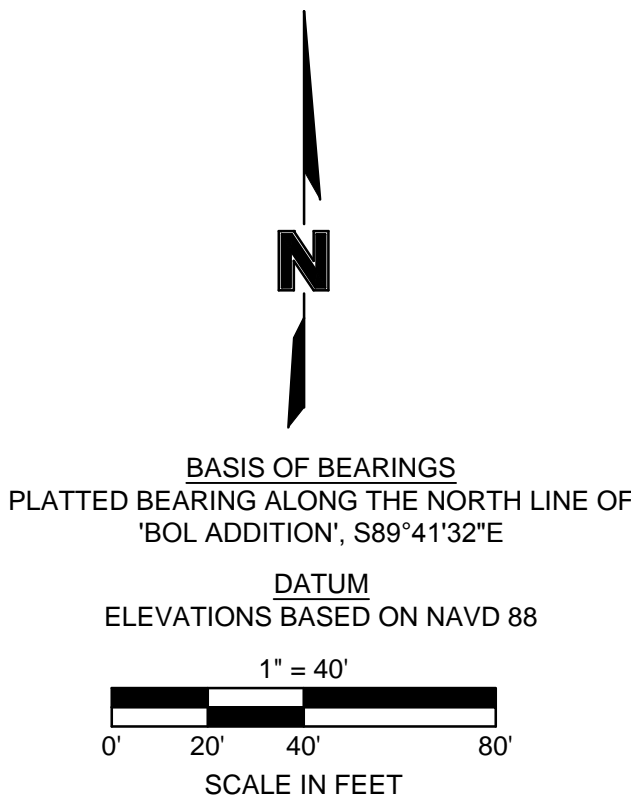 N
BASIS OF BEARINGS
PLATTED BEARING ALONG THE NORTH LINE OF
'BOL ADDITION', S89°41'32"E
DATUM
ELEVATIONS BASED ON NAVD 88
1" = 40'
0' 20' 40' 80'
SCALE IN FEET